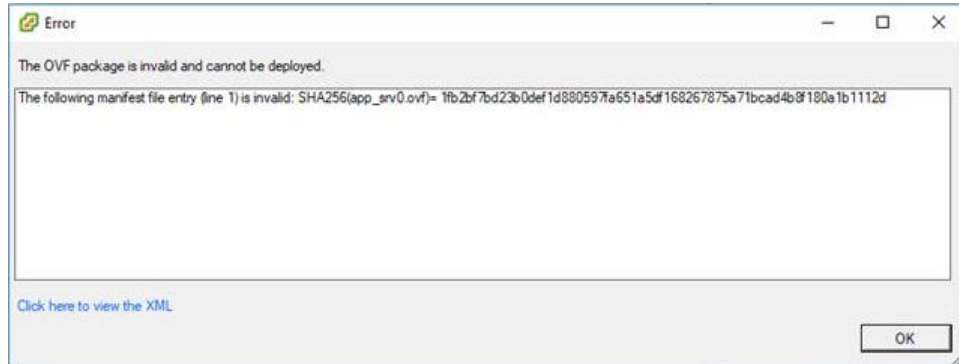 Error
The OVF package is invalid and cannot be deployed.
The following manifest file entry (line 1) is invalid: SHA256(app_srv0.ovf)= 1fb2bf7bd23b0def1d880597fa651a5df168267875a71bcad4b8f180a1b1112d
Click here to view the XML
OK